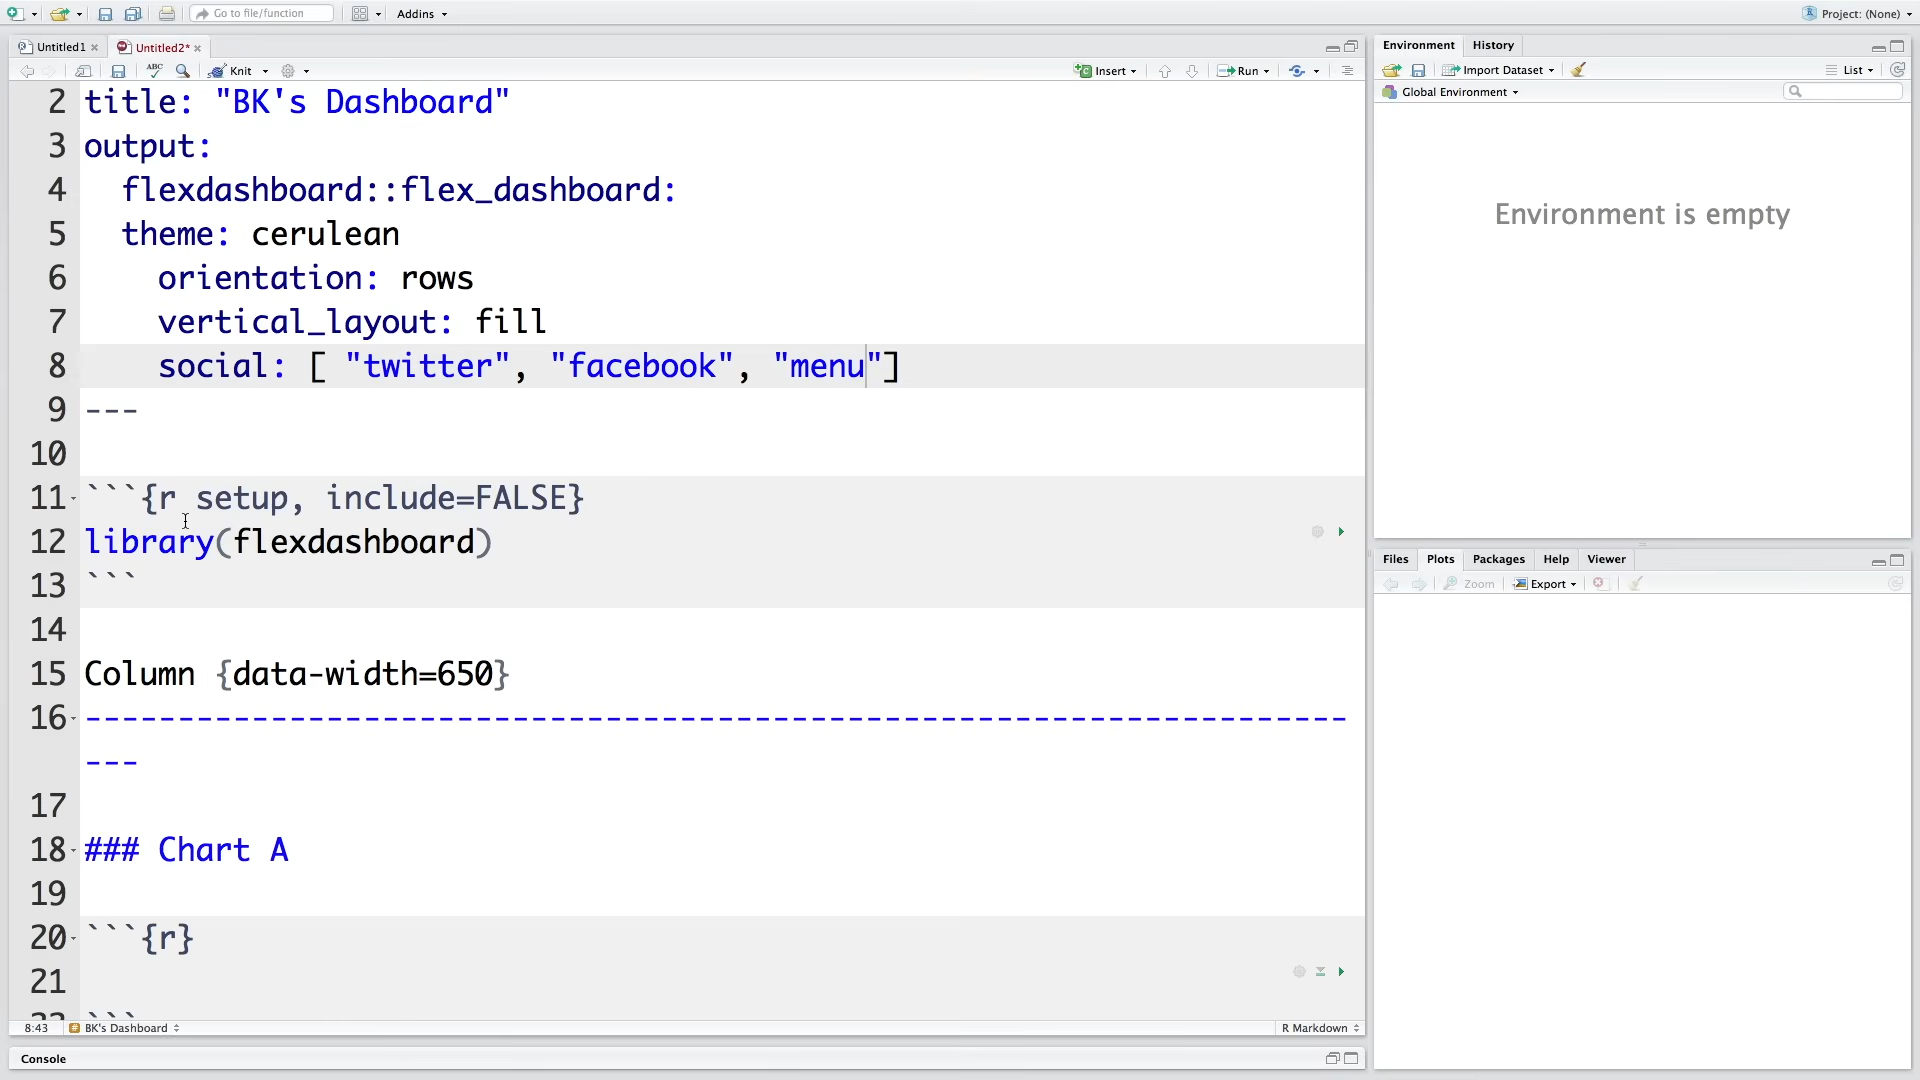 Go to file/function
Addins
Project: (None)
Untitled1
Untitled2*
ABC
Knit
Insert
Run
2 title: "BK's Dashboard"
3 output:
4 flexdashboard::flex_dashboard:
5 theme: cerulean
6 orientation: rows
7 vertical_layout: fill
8 social: [ "twitter", "facebook", "menu"]
9 ---
10
11 ```{r setup, include=FALSE}
12 library(flexdashboard)
13 ```
14
15 Column {data-width=650}
16 ---------------------------------------------------------------------
---
17
18 ### Chart A
19
20 ```{r}
21
22 ```
8:43
BK's Dashboard
R Markdown
Console
Environment
History
Import Dataset
List
Global Environment
Environment is empty
Files
Plots
Packages
Help
Viewer
Zoom
Export